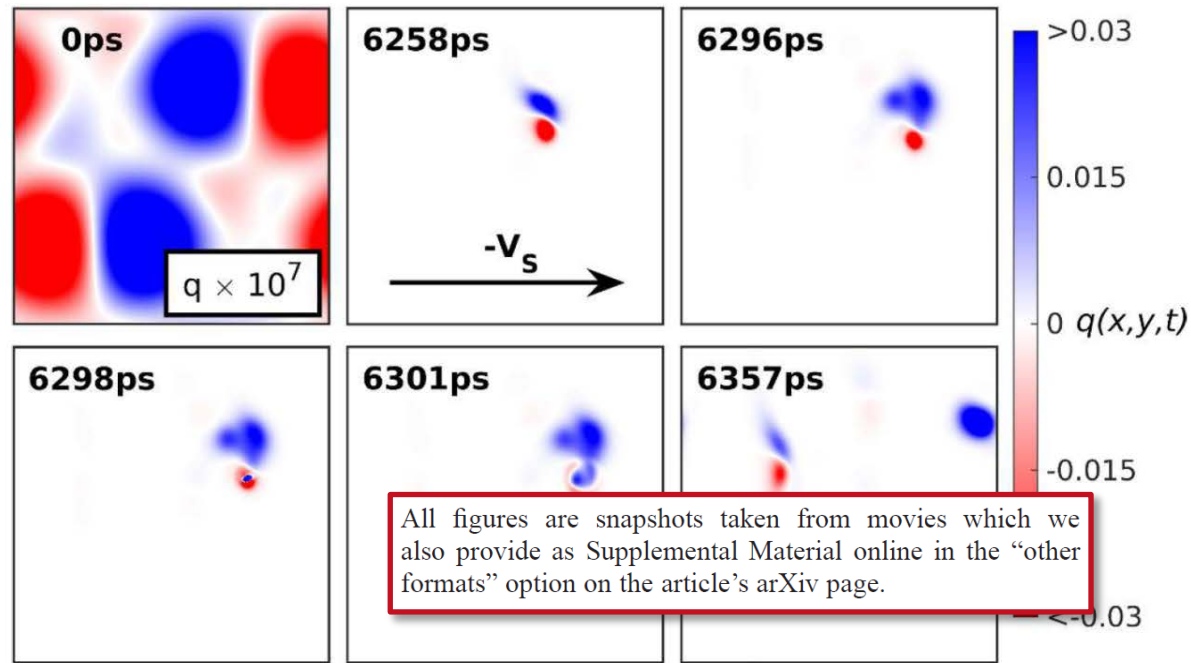 0ps
6258ps
6296ps
-V_S
q × 10^7
6298ps
6301ps
6357ps
>0.03
0.015
0 q(x,y,t)
-0.015
<-0.03
All figures are snapshots taken from movies which we
also provide as Supplemental Material online in the “other
formats” option on the article’s arXiv page.